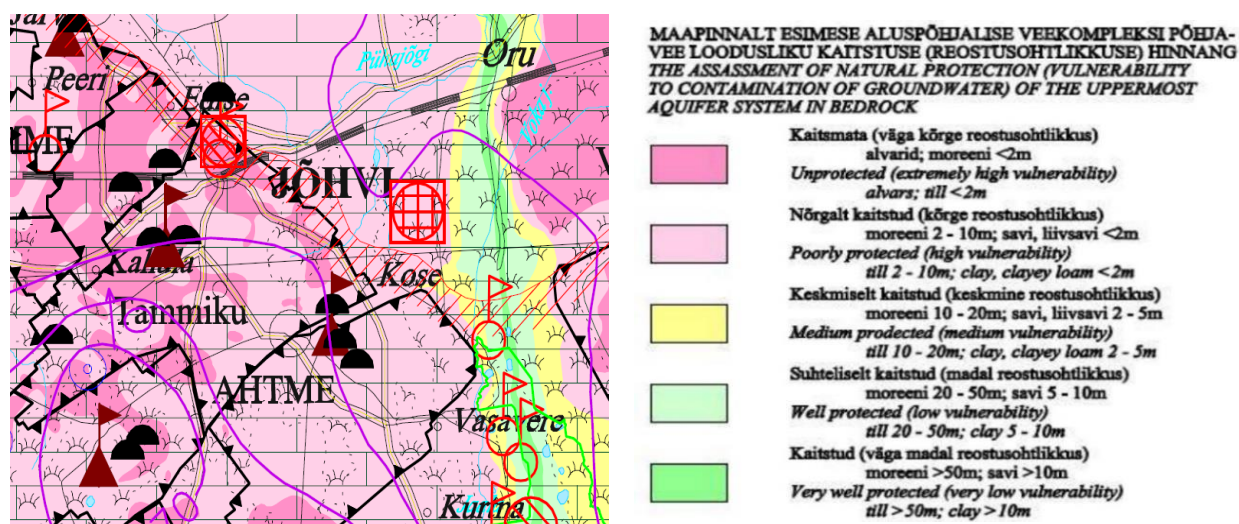 Peeri
Edise
Pühajõgi
Oru
JÕHVI
Kahula
Kose
Tammiku
AHTME
Vasavere
Kurtna
MAAPINNALT ESIMESE ALUSPÕHJALISE VEEKOMPLEKSI PÕHJA-
VEE LOODUSLIKU KAITSTUSE (REOSTUSOHTLIKKUSE) HINNANG
THE ASSASSMENT OF NATURAL PROTECTION (VULNERABILITY
TO CONTAMINATION OF GROUNDWATER) OF THE UPPERMOST
AQUIFER SYSTEM IN BEDROCK
Kaitsmata (väga kõrge reostusohtlikkus)
alvarid; moreeni <2m
Unprotected (extremely high vulnerability)
alvars; till <2m
Nõrgalt kaitstud (kõrge reostusohtlikkus)
moreeni 2 - 10m; savi, liivsavi <2m
Poorly protected (high vulnerability)
till 2 - 10m; clay, clayey loam <2m
Keskmiselt kaitstud (keskmine reostusohtlikkus)
moreeni 10 - 20m; savi, liivsavi 2 - 5m
Medium prodected (medium vulnerability)
till 10 - 20m; clay, clayey loam 2 - 5m
Suhteliselt kaitstud (madal reostusohtlikkus)
moreeni 20 - 50m; savi 5 - 10m
Well protected (low vulnerability)
till 20 - 50m; clay 5 - 10m
Kaitstud (väga madal reostusohtlikkus)
moreeni >50m; savi >10m
Very well protected (very low vulnerability)
till > 50m; clay > 10m